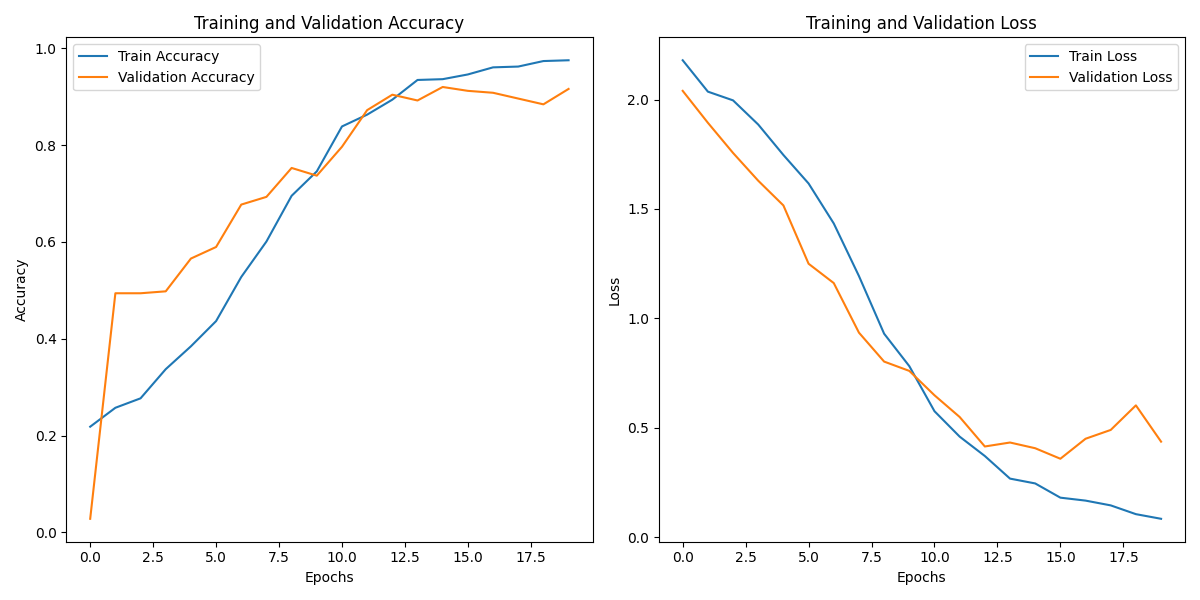 Training and Validation Accuracy
Train Accuracy
Validation Accuracy
1.0
0.8
0.6
0.4
0.2
0.0
Accuracy
0.0 2.5 5.0 7.5 10.0 12.5 15.0 17.5
Epochs
Training and Validation Loss
Train Loss
Validation Loss
2.0
1.5
1.0
0.5
0.0
Loss
0.0 2.5 5.0 7.5 10.0 12.5 15.0 17.5
Epochs